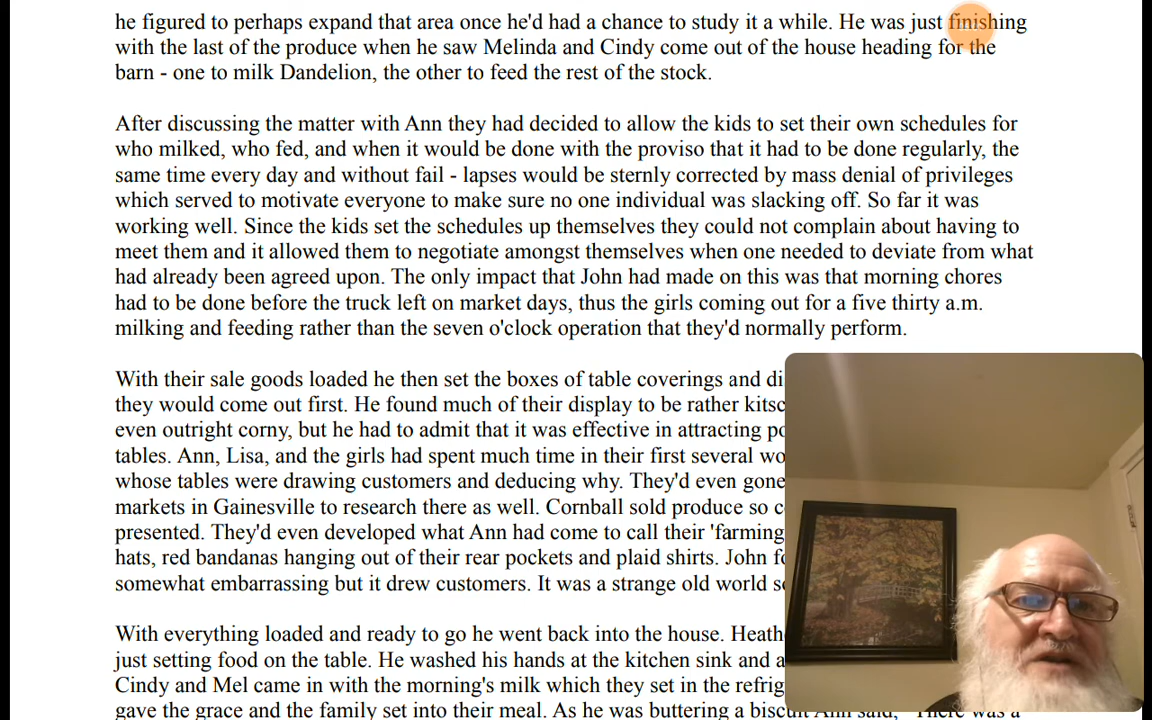 he figured to perhaps expand that area once he'd had a chance to study it a while. He was just finishing
with the last of the produce when he saw Melinda and Cindy come out of the house heading for the
barn - one to milk Dandelion, the other to feed the rest of the stock.
After discussing the matter with Ann they had decided to allow the kids to set their own schedules for
who milked, who fed, and when it would be done with the proviso that it had to be done regularly, the
same time every day and without fail - lapses would be sternly corrected by mass denial of privileges
which served to motivate everyone to make sure no one individual was slacking off. So far it was
working well. Since the kids set the schedules up themselves they could not complain about having to
meet them and it allowed them to negotiate amongst themselves when one needed to deviate from what
had already been agreed upon. The only impact that John had made on this was that morning chores
had to be done before the truck left on market days, thus the girls coming out for a five thirty a.m.
milking and feeding rather than the seven o'clock operation that they'd normally perform.
With their sale goods loaded he then set the boxes of table coverings and
they would come out first. He found much of their display to be rather
even outright corny, but he had to admit that it was effective in attracting
tables. Ann, Lisa, and the girls had spent much time in their first several
whose tables were drawing customers and deducing why. They'd even gone
markets in Gainesville to research there as well. Cornball sold produce so
presented. They'd even developed what Ann had come to call their 'farming
hats, red bandanas hanging out of their rear pockets and plaid shirts. John
somewhat embarrassing but it drew customers. It was a strange old world
With everything loaded and ready to go he went back into the house.
just setting food on the table. He washed his hands at the kitchen sink and
Cindy and Mel came in with the morning's milk which they set in the
gave the grace and the family set into their meal. As he was buttering a biscuit Ann said, "There was a